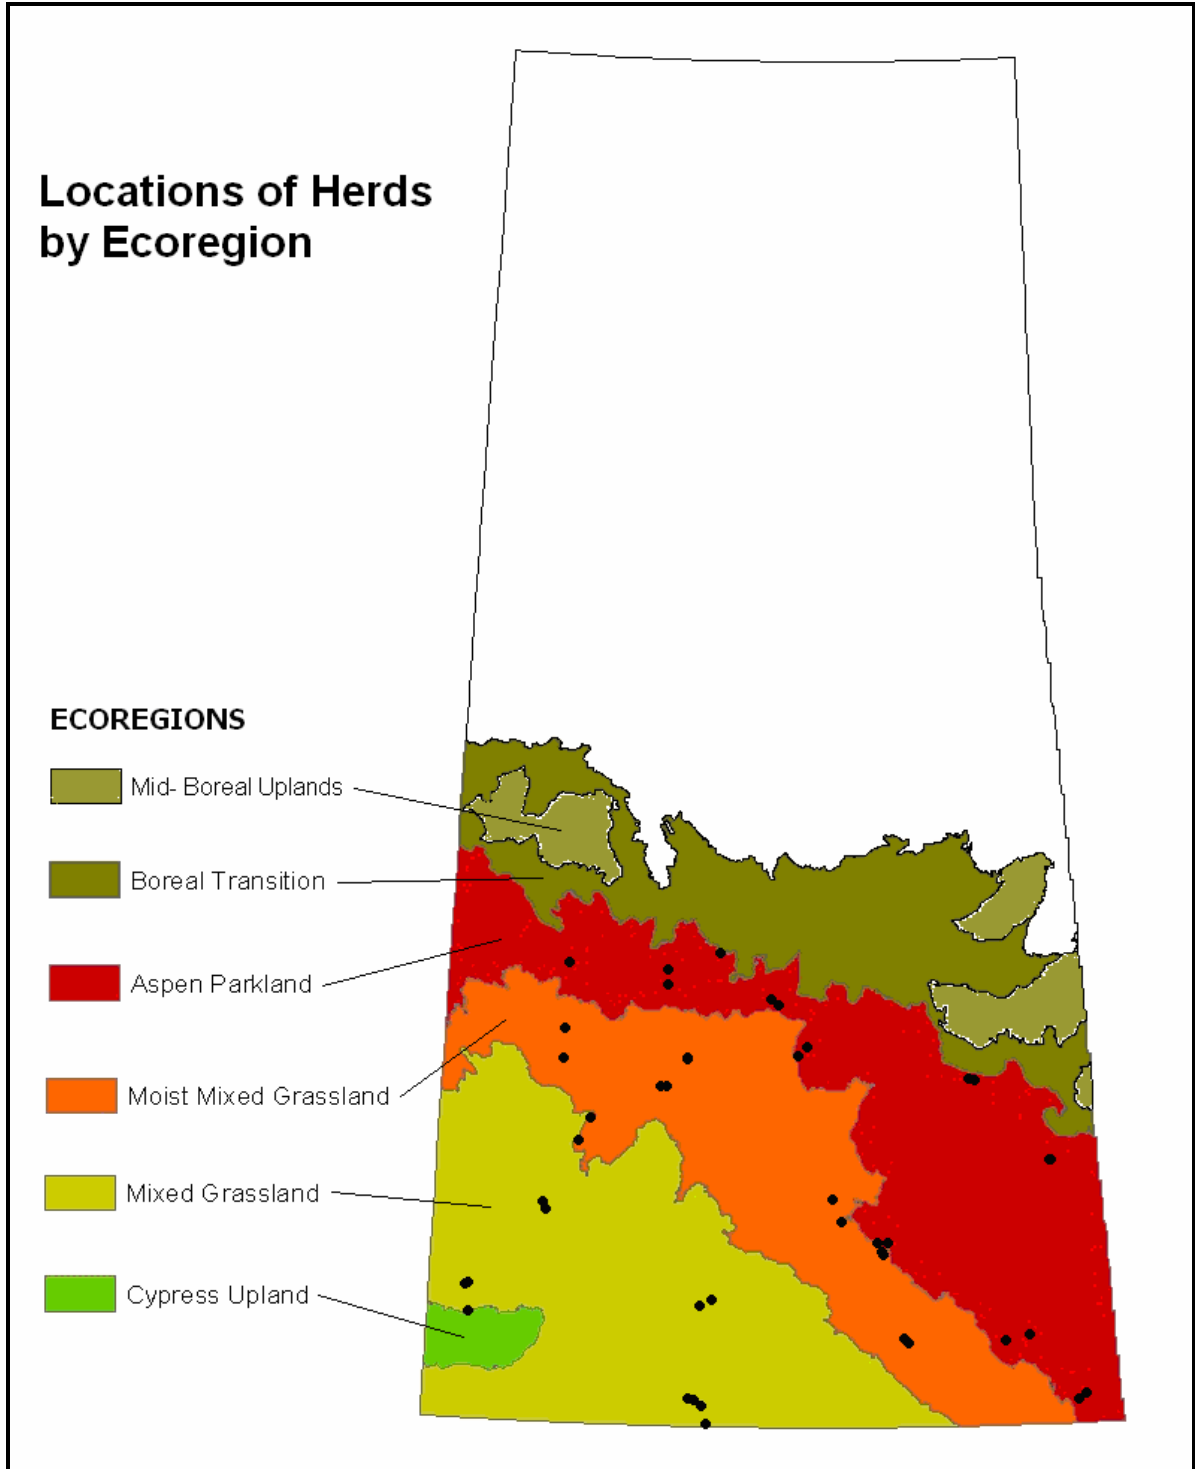 Locations of Herds
by Ecoregion
ECOREGIONS
Mid- Boreal Uplands
Boreal Transition
Aspen Parkland
Moist Mixed Grassland
Mixed Grassland
Cypress Upland